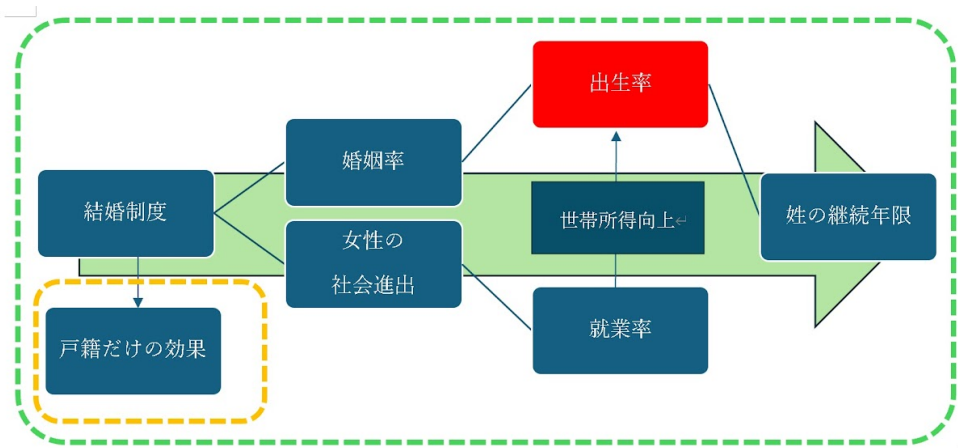 出生率
婚姻率
結婚制度
世帯所得向上
姓の継続年限
女性の
社会進出
就業率
戸籍だけの効果